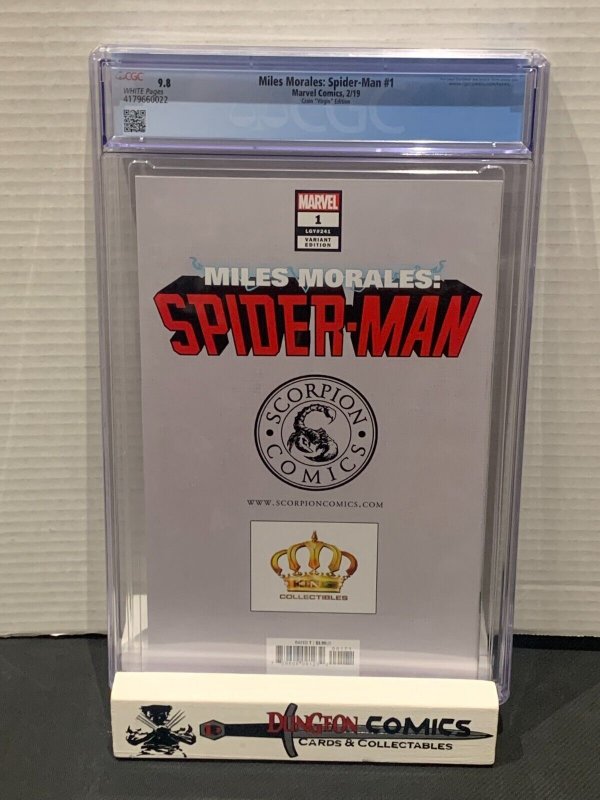 CGC
9.8
WHITE Pages
4179660022
Miles Morales: Spider-Man #1
Marvel Comics, 2/19
Crain "Virgin" Edition
MARVEL
1
LGY#241
VARIANT
EDITION
MILES MORALES:
SPIDER-MAN
SCORPION
COMICS
WWW.SCORPIONCOMICS.COM
KING
COLLECTIBLES
RATED T
DUNGEON COMICS
CARDS & COLLECTABLES